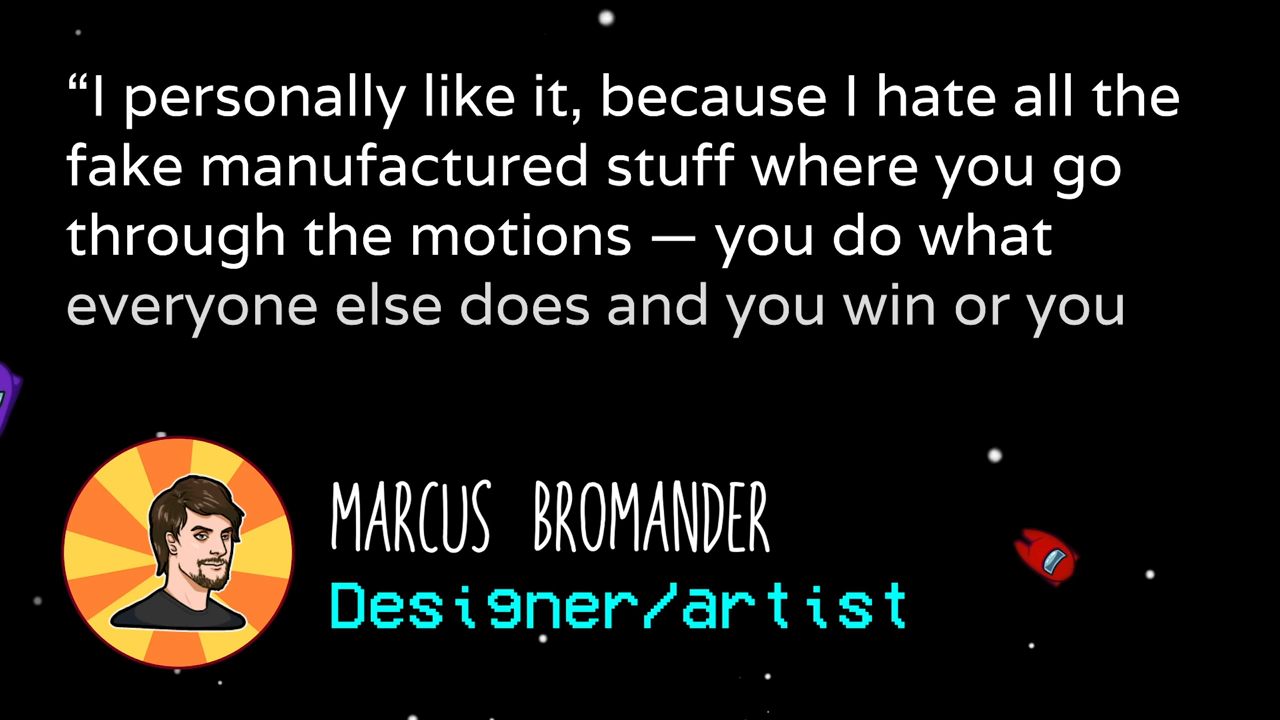 “I personally like it, because I hate all the
fake manufactured stuff where you go
through the motions — you do what
everyone else does and you win or you
MARCUS BROMANDER
Designer/artist